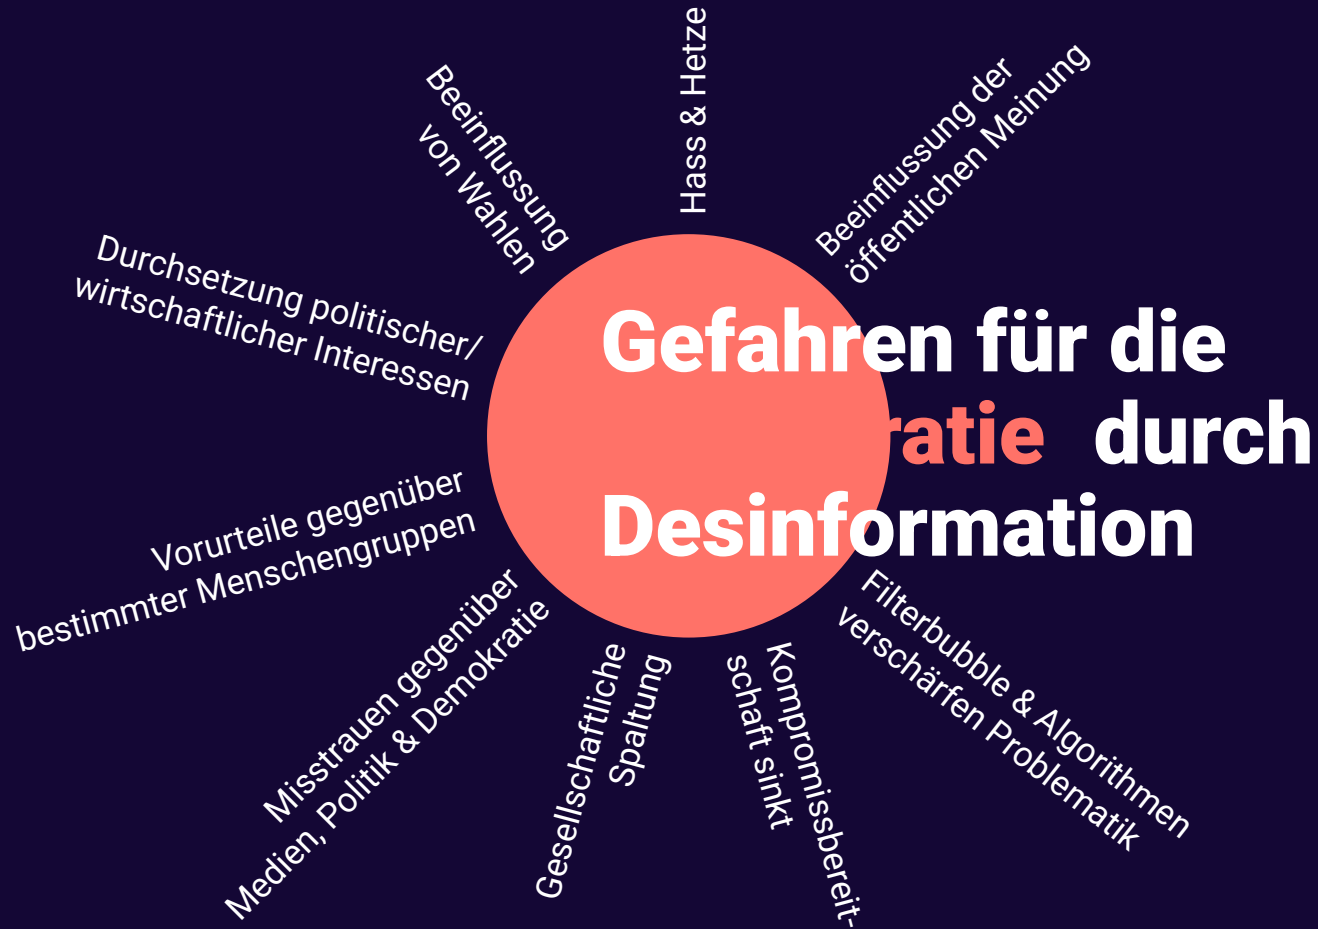 Hass & Hetze
Beeinflussung der
öffentlichen Meinung
Beeinflussung
von Wahlen
Durchsetzung politischer/
wirtschaftlicher Interessen
Gefahren für die
ratie durch
Desinformation
Vorurteile gegenüber
bestimmter Menschengruppen
Misstrauen gegenüber
Medien, Politik & Demokratie
Gesellschaftliche
Spaltung
Kompromissbereit-
schaft sinkt
Filterbubble & Algorithmen
verschärfen Problematik